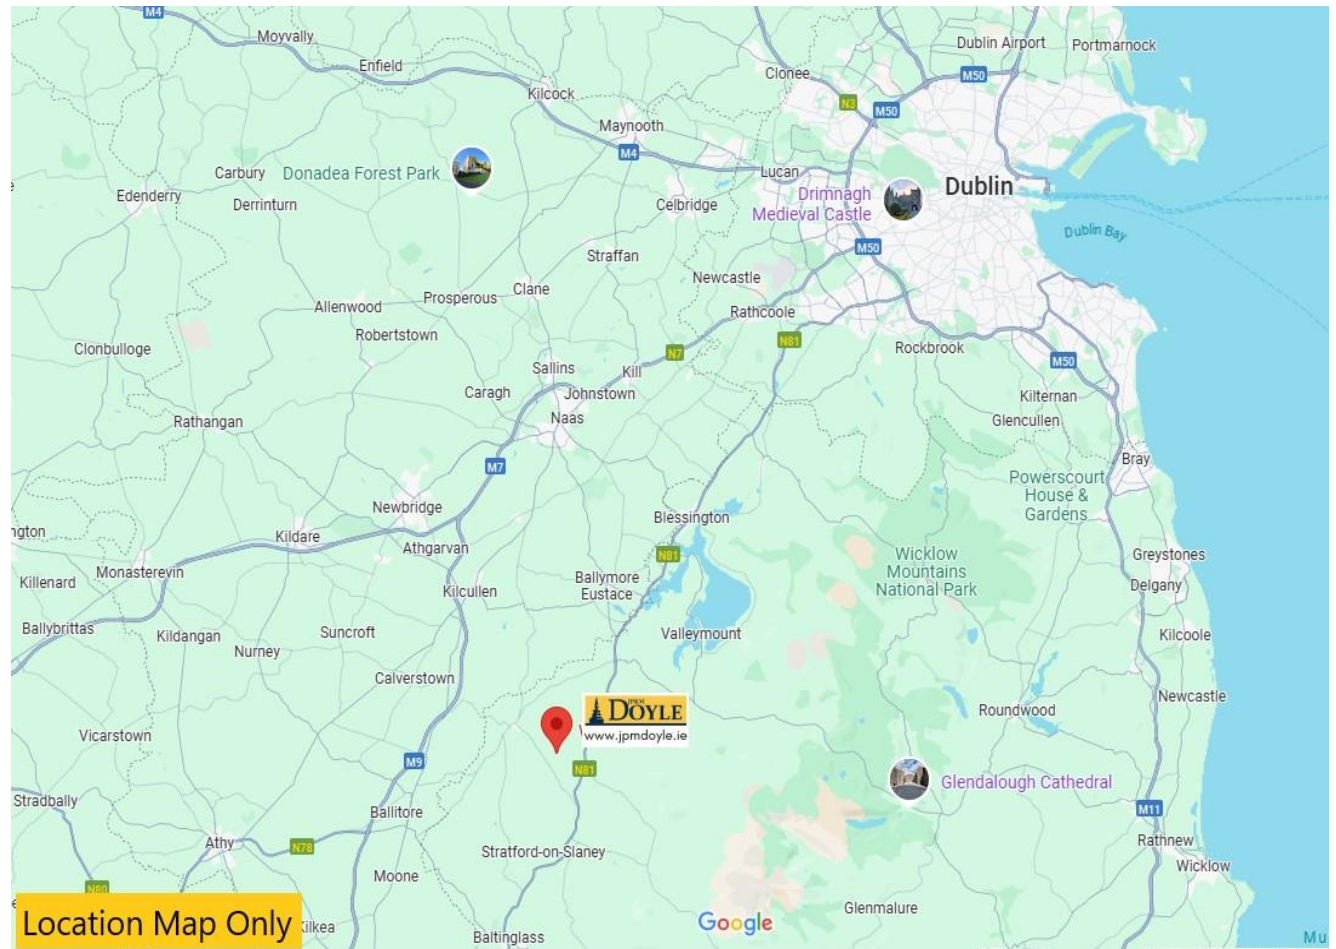 M4
Moyvally
Enfield
Kilcock
Dublin Airport
Portmarnock
Clonee
M50
N3
M50
Maynooth
M4
Carbury
Donadea Forest Park
Lucan
Edenderry
Derrinturn
Celbridge
Drimnagh
Medieval Castle
Dublin
Dublin Bay
M50
Straffan
Newcastle
Clane
Prosperous
Allenwood
Rathcoole
Robertstown
N81
Clonbulloge
N7
Rockbrook
M50
Sallins
Kill
Caragh
Johnstown
Kilternan
Rathangan
Naas
Glencullen
M7
Bray
Powerscourt
House &
Gardens
Newbridge
Blessington
ngton
Kildare
Athgarvan
N81
Wicklow
Mountains
National Park
Greystones
Killenard
Monasterevin
Kilcullen
Ballymore
Eustace
Delgany
Ballybrittas
Kildangan
Suncroft
Valleymount
Kilcoole
Nurney
Calverstown
Newcastle
Roundwood
JPM
DOYLE
www.jpmdoyle.ie
Vicarstown
M9
N81
Glendalough Cathedral
Stradbally
Ballitore
M11
Athy
N78
Rathnew
Stratford-on-Slaney
Wicklow
Moone
N80
Location Map Only
Kilkea
Google
Glenmalure
Baltinglass
Mu